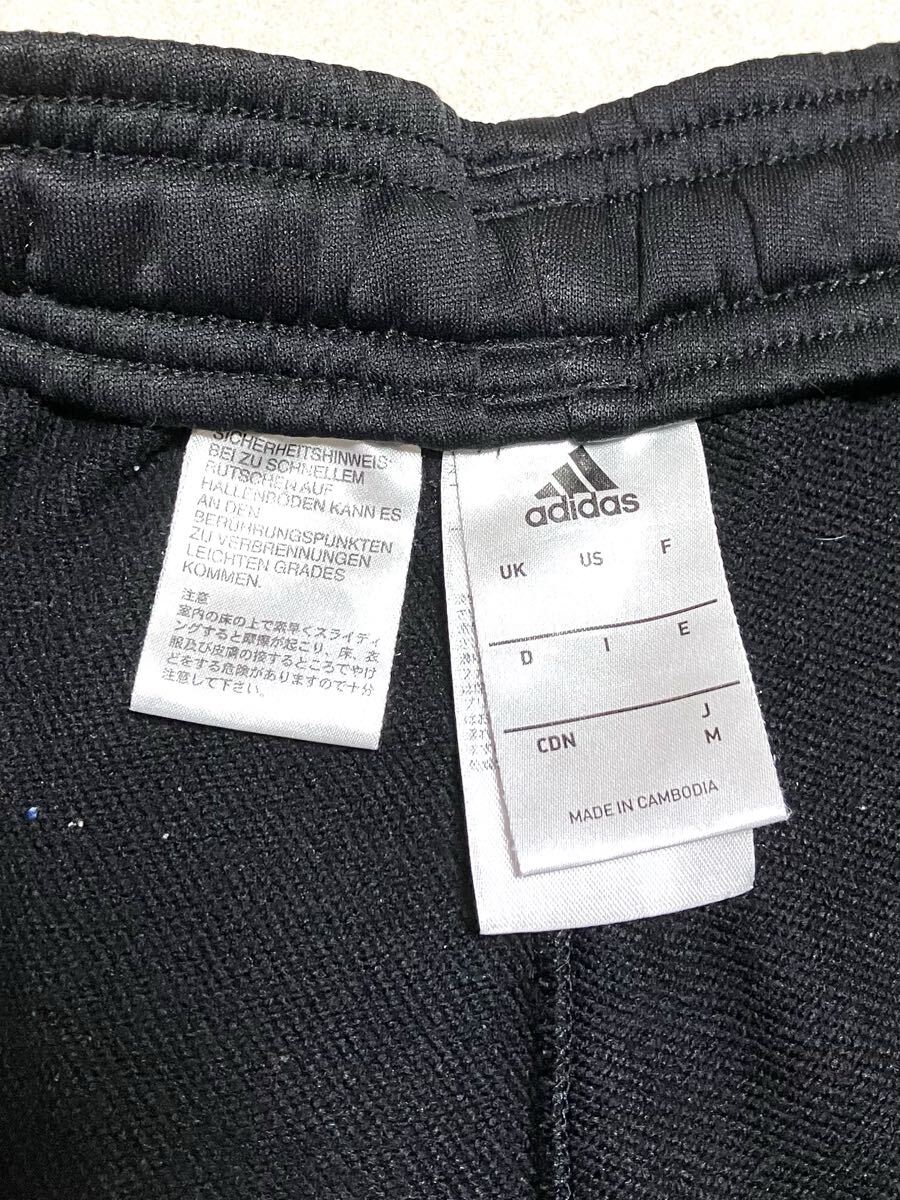 SICHERHEITSHINWEIS
BEI ZU SCHNELLEM
RUTSCHEN AUF
HALLENBÖDEN KANN ES
AN DEN
BERÜHRUNGSPUNKTEN
ZU VERBRENNUNGEN
LEICHTEN GRADES
KOMMEN.
注意
室内の床の上で素早くスライディ
ングすると摩擦が起こり、床、衣
服及び皮膚の接するところでやけ
どをする危険がありますので十分
注意して下さい。
adidas
UK US F
D I E
CDN J
M
MADE IN CAMBODIA